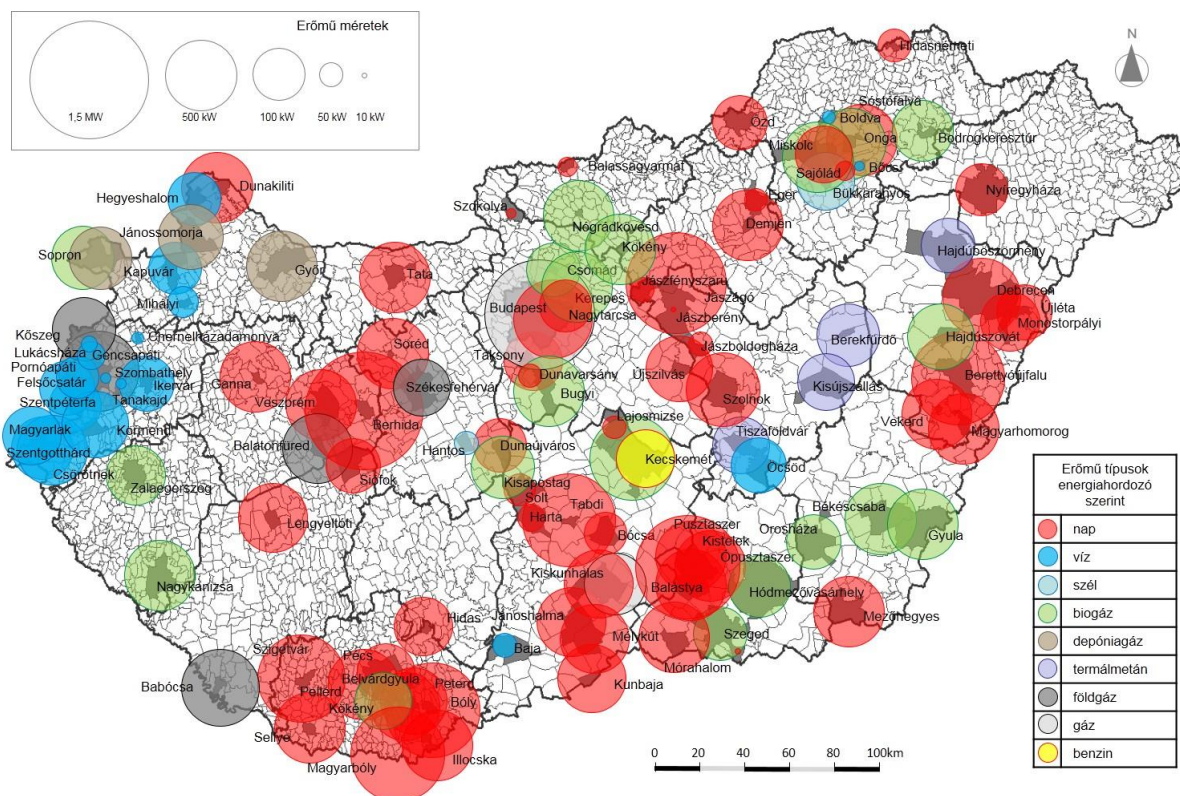 Erőmű méretek
1,5 MW
500 kW
100 kW
50 kW
10 kW
N
Hidasnémeti
Sóstófalva
Boldva
Ózd
Onga
Bodrogkeresztúr
Miskolc
Balassagyarmat
Sajólád
Bőcs
Dunakiliti
Bükkaranyos
Nyíregyháza
Hegyeshalom
Eger
Szokolya
Nógrádkövesd
Demjén
Jánossomorja
Kökény
Hajdúböszörmény
Sopron
Győr
Kapuvár
Tata
Csomád
Jászfényszaru
Debrecen
Mihályi
Budapest
Kerepes
Jászágó
Újléta
Nagytarcsa
Jászberény
Monostorpályi
Kőszeg
Chernelházadamonya
Sóréd
Berekfürdő
Hajdúszovát
Lukácsháza
Gencsapáti
Taksony
Jászboldogháza
Pornóapáti
Szombathely
Ganna
Székesfehérvár
Dunavarsány
Újszilvás
Berettyóújfalu
Felsőcsatár
Ikervár
Bugyi
Kisújszállás
Szentpéterfa
Tanakajd
Veszprém
Szolnok
Berhida
Lajosmizse
Vekerd
Magyarlak
Körmend
Tiszaföldvár
Magyarhomorog
Balatonfüred
Hantos
Dunaújváros
Szentgotthárd
Kecskemét
Öcsöd
Csörötnek
Siófok
Zalaegerszeg
Kisapostag
Solt
Tabdi
Békéscsaba
Lengyeltóti
Harta
Pusztaszer
Orosháza
Bócsa
Kistelek
Gyula
Ópusztaszer
Kiskunhalas
Nagykanizsa
Balástya
Hódmezővásárhely
Mezőhegyes
Hidas
Jánoshalma
Szeged
Szigetvár
Baja
Mélykút
Pécs
Mórahalom
Belvárdgyula
Peterd
Babócsa
Pellérd
Kunbaja
Kökény
Bóly
Sellye
Illocska
Magyarbóly
0 20 40 60 80 100km
Erőmű típusok
energiahordozó
szerint
nap
víz
szél
biogáz
depóniagáz
termálmetán
földgáz
gáz
benzin